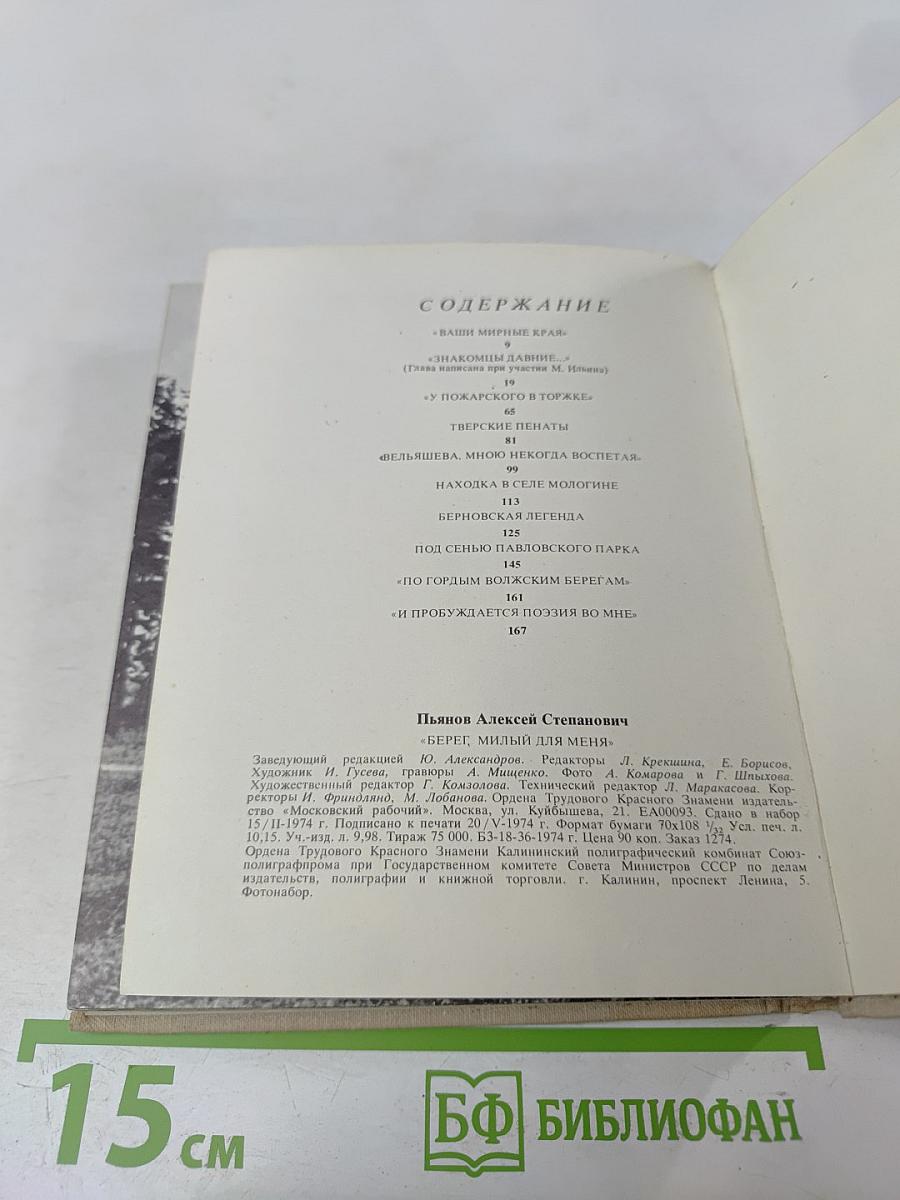 СОДЕРЖАНИЕ
«ВАШИ МИРНЫЕ КРАЯ»
9
«ЗНАКОМЦЫ ДАВНИЕ...»
(Глава написана при участии М. Ильина)
19
«У ПОЖАРСКОГО В ТОРЖКЕ»
65
ТВЕРСКИЕ ПЕНАТЫ
81
«ВЕЛЬЯШЕВА, МНОЮ НЕКОГДА ВОСПЕТАЯ»
99
НАХОДКА В СЕЛЕ МОЛОГИНЕ
113
БЕРНОВСКАЯ ЛЕГЕНДА
125
ПОД СЕНЬЮ ПАВЛОВСКОГО ПАРКА
145
«ПО ГОРДЫМ ВОЛЖСКИМ БЕРЕГАМ»
161
«И ПРОБУЖДАЕТСЯ ПОЭЗИЯ ВО МНЕ»
167
Пьянов Алексей Степанович
«БЕРЕГ, МИЛЫЙ ДЛЯ МЕНЯ»
Заведующий редакцией Ю. Александров. Редакторы Л. Крекшина, Е. Борисов,
Художник И. Гусева, гравюры А. Мищенко. Фото А. Комарова и Г. Шпыхова.
Художественный редактор Г. Комзолова. Технический редактор Л. Маракасова. Кор-
ректоры И. Фриндлянд, М. Лобанова. Ордена Трудового Красного Знамени издатель-
ство «Московский рабочий». Москва, ул. Куйбышева, 21. ЕА00093. Сдано в набор
15/II-1974 г. Подписано к печати 20/V-1974 г. Формат бумаги 70х108 1/32 Усл. печ. л.
10,15. Уч.-изд. л. 9,98. Тираж 75 000. БЗ-18-36-1974 г. Цена 90 коп. Заказ 1274.
Ордена Трудового Красного Знамени Калининский полиграфический комбинат Союз-
полиграфпрома при Государственном комитете Совета Министров СССР по делам
издательств, полиграфии и книжной торговли. г. Калинин, проспект Ленина, 5.
Фотонабор.
15 см
БФ БИБЛИОФАН